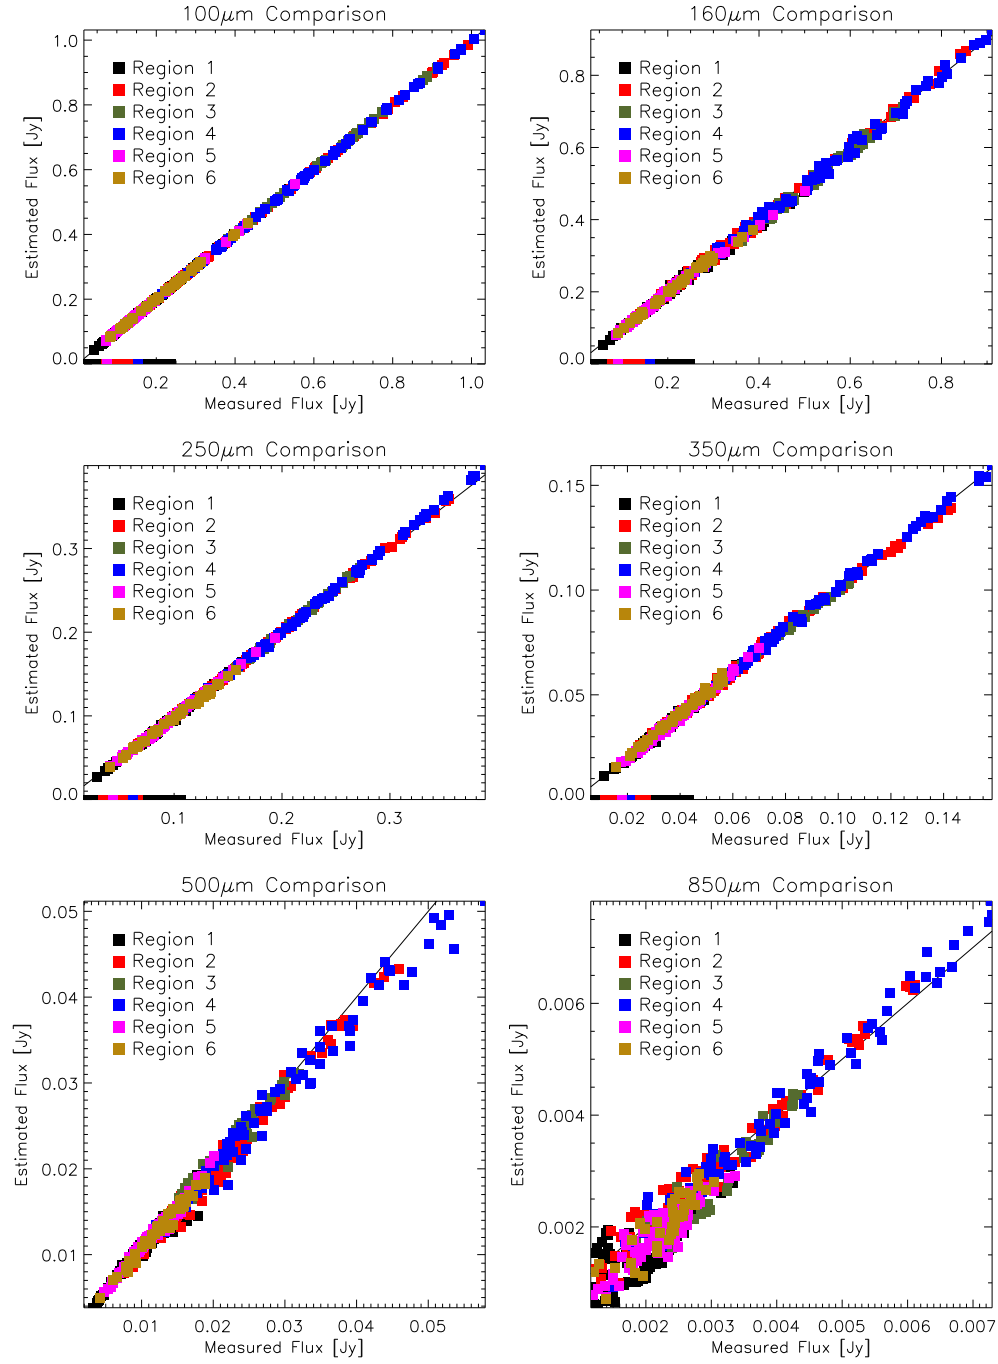 100μm Comparison
Estimated Flux [Jy]
1.0
0.8
0.6
0.4
0.2
0.0
Region 1
Region 2
Region 3
Region 4
Region 5
Region 6
0.2 0.4 0.6 0.8 1.0
Measured Flux [Jy]
160μm Comparison
Estimated Flux [Jy]
0.8
0.6
0.4
0.2
0.0
Region 1
Region 2
Region 3
Region 4
Region 5
Region 6
0.2 0.4 0.6 0.8
Measured Flux [Jy]
250μm Comparison
Estimated Flux [Jy]
0.3
0.2
0.1
0.0
Region 1
Region 2
Region 3
Region 4
Region 5
Region 6
0.1 0.2 0.3
Measured Flux [Jy]
350μm Comparison
Estimated Flux [Jy]
0.15
0.10
0.05
0.00
Region 1
Region 2
Region 3
Region 4
Region 5
Region 6
0.02 0.04 0.06 0.08 0.10 0.12 0.14
Measured Flux [Jy]
500μm Comparison
Estimated Flux [Jy]
0.05
0.04
0.03
0.02
0.01
Region 1
Region 2
Region 3
Region 4
Region 5
Region 6
0.01 0.02 0.03 0.04 0.05
Measured Flux [Jy]
850μm Comparison
Estimated Flux [Jy]
0.006
0.004
0.002
Region 1
Region 2
Region 3
Region 4
Region 5
Region 6
0.002 0.003 0.004 0.005 0.006 0.007
Measured Flux [Jy]